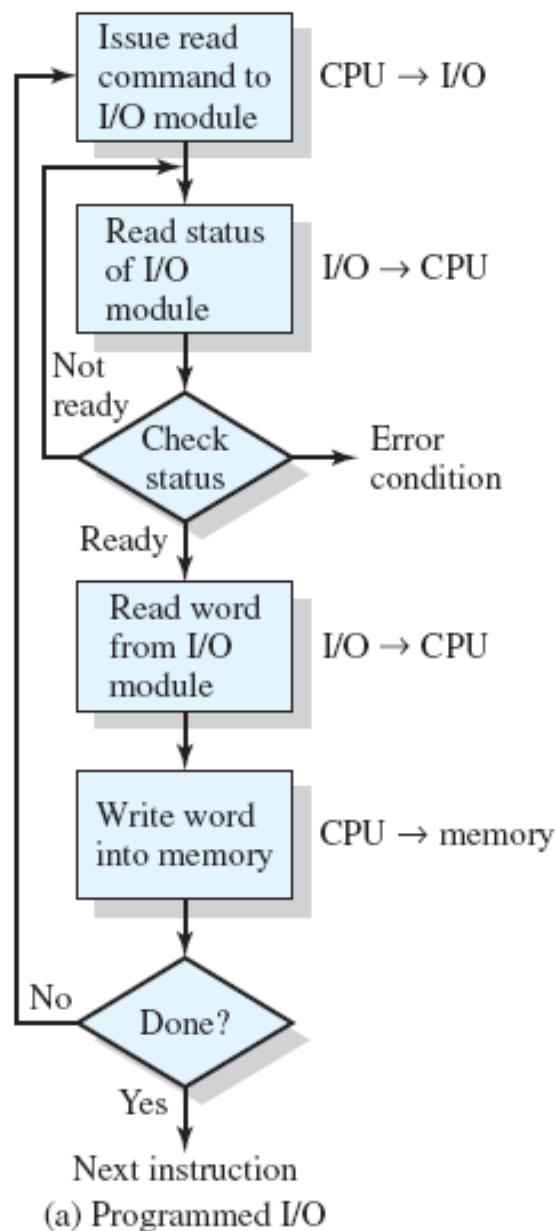 Issue read
command to
I/O module
CPU → I/O
Read status
of I/O
module
I/O → CPU
Not
ready
Check
status
Error
condition
Ready
Read word
from I/O
module
I/O → CPU
Write word
into memory
CPU → memory
No
Done?
Yes
Next instruction
(a) Programmed I/O